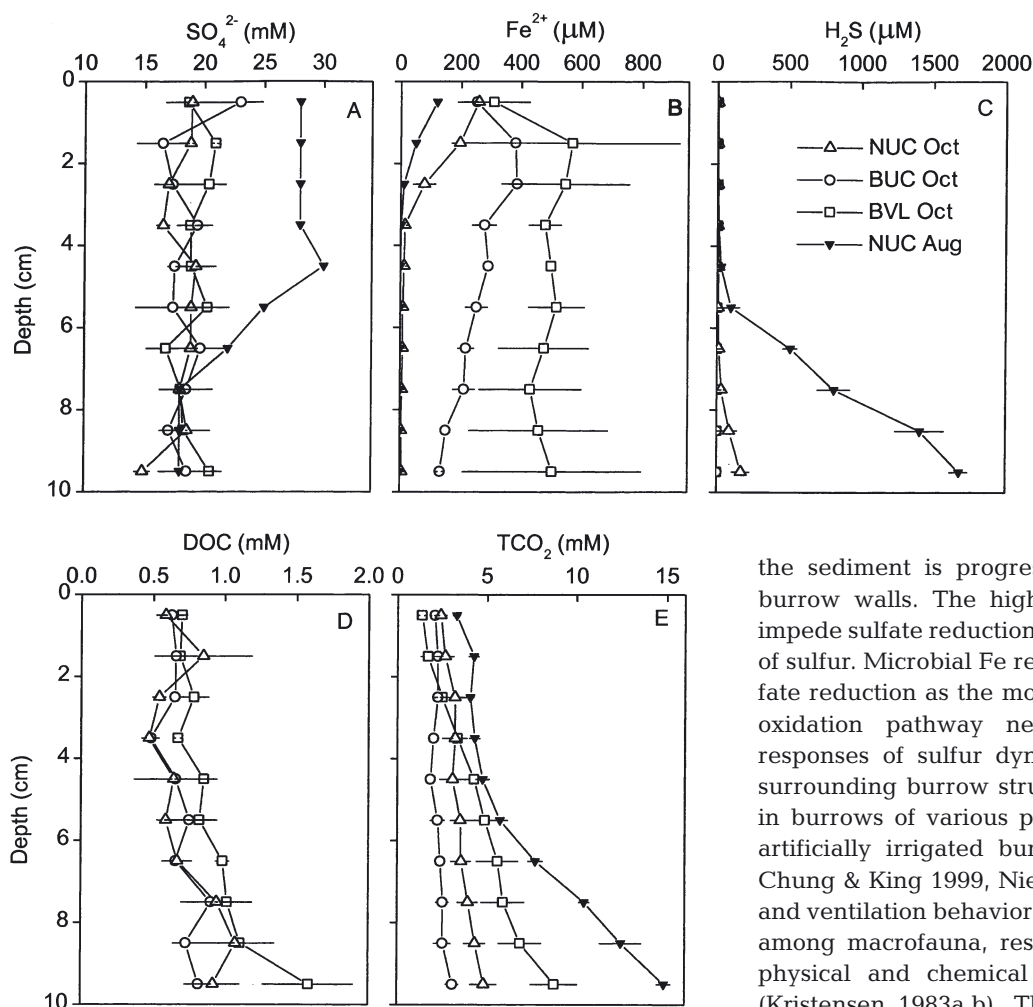 SO₄²⁻ (mM)
10 15 20 25 30
Fe²⁺ (μM)
0 200 400 600 800
H₂S (μM)
0 500 1000 1500 2000
0
2
4
6
8
10
Depth (cm)
A
B
C
NUC Oct
BUC Oct
BVL Oct
NUC Aug
DOC (mM)
0.0 0.5 1.0 1.5 2.0
TCO₂ (mM)
0 5 10 15
0
2
4
6
8
10
Depth (cm)
D
E
the sediment is progre
burrow walls. The high
impede sulfate reduction
of sulfur. Microbial Fe re
fate reduction as the mo
oxidation pathway ne
responses of sulfur dyn
surrounding burrow stru
in burrows of various p
artificially irrigated bur
Chung & King 1999, Nie
and ventilation behavior
among macrofauna, res
physical and chemical
(Kristensen 1983a,b). Th